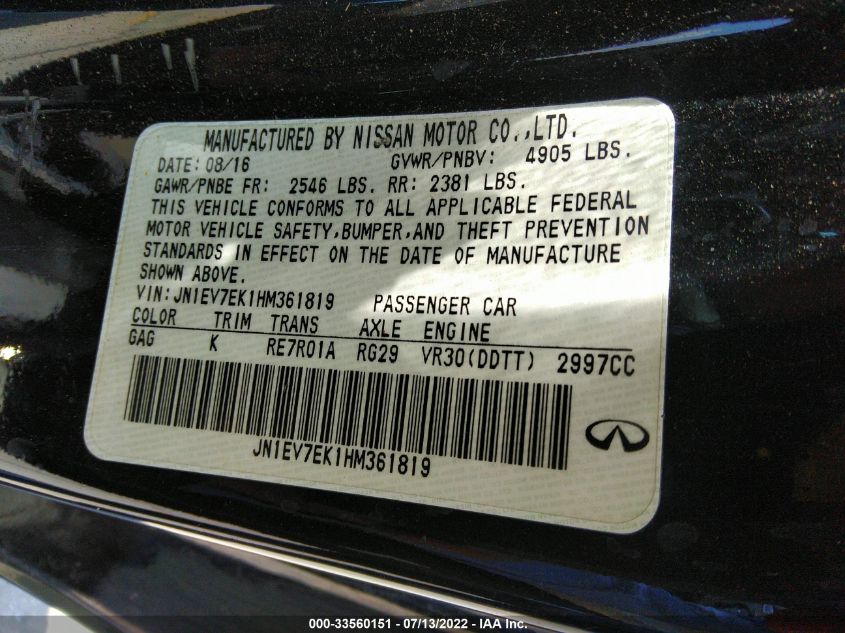 MANUFACTURED BY NISSAN MOTOR CO.,LTD.
DATE: 08/16 GVWR/PNBV: 4905 LBS.
GAWR/PNBE FR: 2546 LBS. RR: 2381 LBS.
THIS VEHICLE CONFORMS TO ALL APPLICABLE FEDERAL
MOTOR VEHICLE SAFETY,BUMPER,AND THEFT PREVENTION
STANDARDS IN EFFECT ON THE DATE OF MANUFACTURE
SHOWN ABOVE.
VIN: JN1EV7EK1HM361819 PASSENGER CAR
COLOR TRIM TRANS AXLE ENGINE
GAG K RE7R01A RG29 VR30(DDTT) 2997CC
JN1EV7EK1HM361819
000-33560151 - 07/13/2022 - IAA Inc.